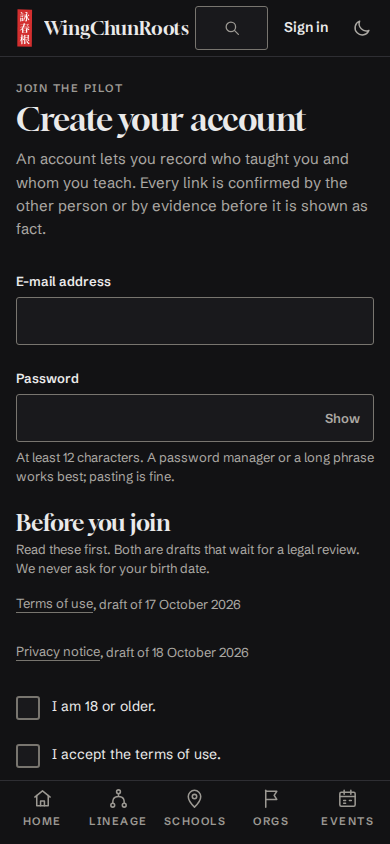 詠春根
WingChunRoots
Sign in
JOIN THE PILOT
Create your account
An account lets you record who taught you and
whom you teach. Every link is confirmed by the
other person or by evidence before it is shown as
fact.
E-mail address
Password
Show
At least 12 characters. A password manager or a long phrase
works best; pasting is fine.
Before you join
Read these first. Both are drafts that wait for a legal review.
We never ask for your birth date.
Terms of use, draft of 17 October 2026
Privacy notice, draft of 18 October 2026
I am 18 or older.
I accept the terms of use.
HOME LINEAGE SCHOOLS ORGS EVENTS